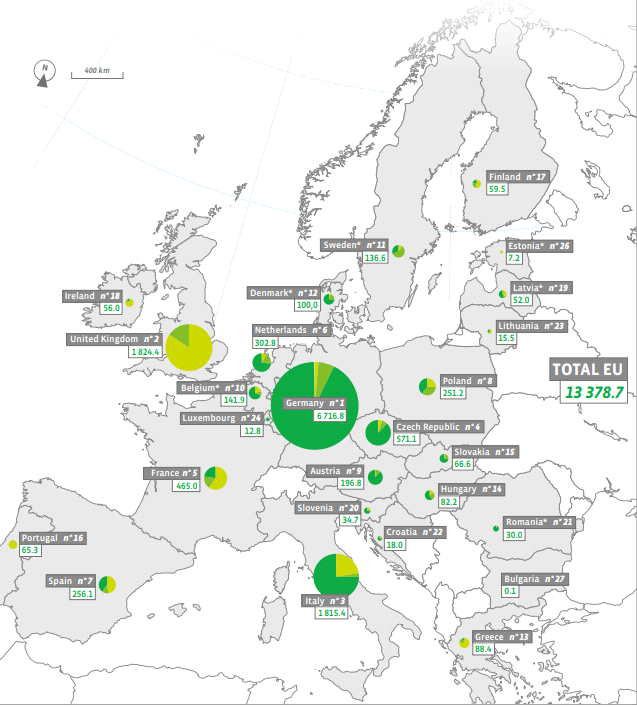 N
400 km
Finland n°17
59.5
Sweden* n°11
136.6
Estonia* n°26
7.2
Ireland n°18
56.0
Denmark* n°12
100,0
Latvia* n°19
52.0
United Kingdom n°2
1 824.4
Netherlands n°6
302.8
Lithuania n°23
15.5
TOTAL EU
13 378.7
Belgium* n°10
141.9
Germany n°1
6 716.8
Poland n°8
251.2
Luxembourg n°24
12.8
Czech Republic n°4
571.1
Slovakia n°15
66.6
France n°5
465.0
Austria n°9
196.8
Hungary n°14
82.2
Slovenia n°20
34.7
Romania* n°21
30.0
Portugal n°16
65.3
Croatia n°22
18.0
Spain n°7
256.1
Bulgaria n°27
0.1
Italy n°3
1 815.4
Greece n°13
88.4